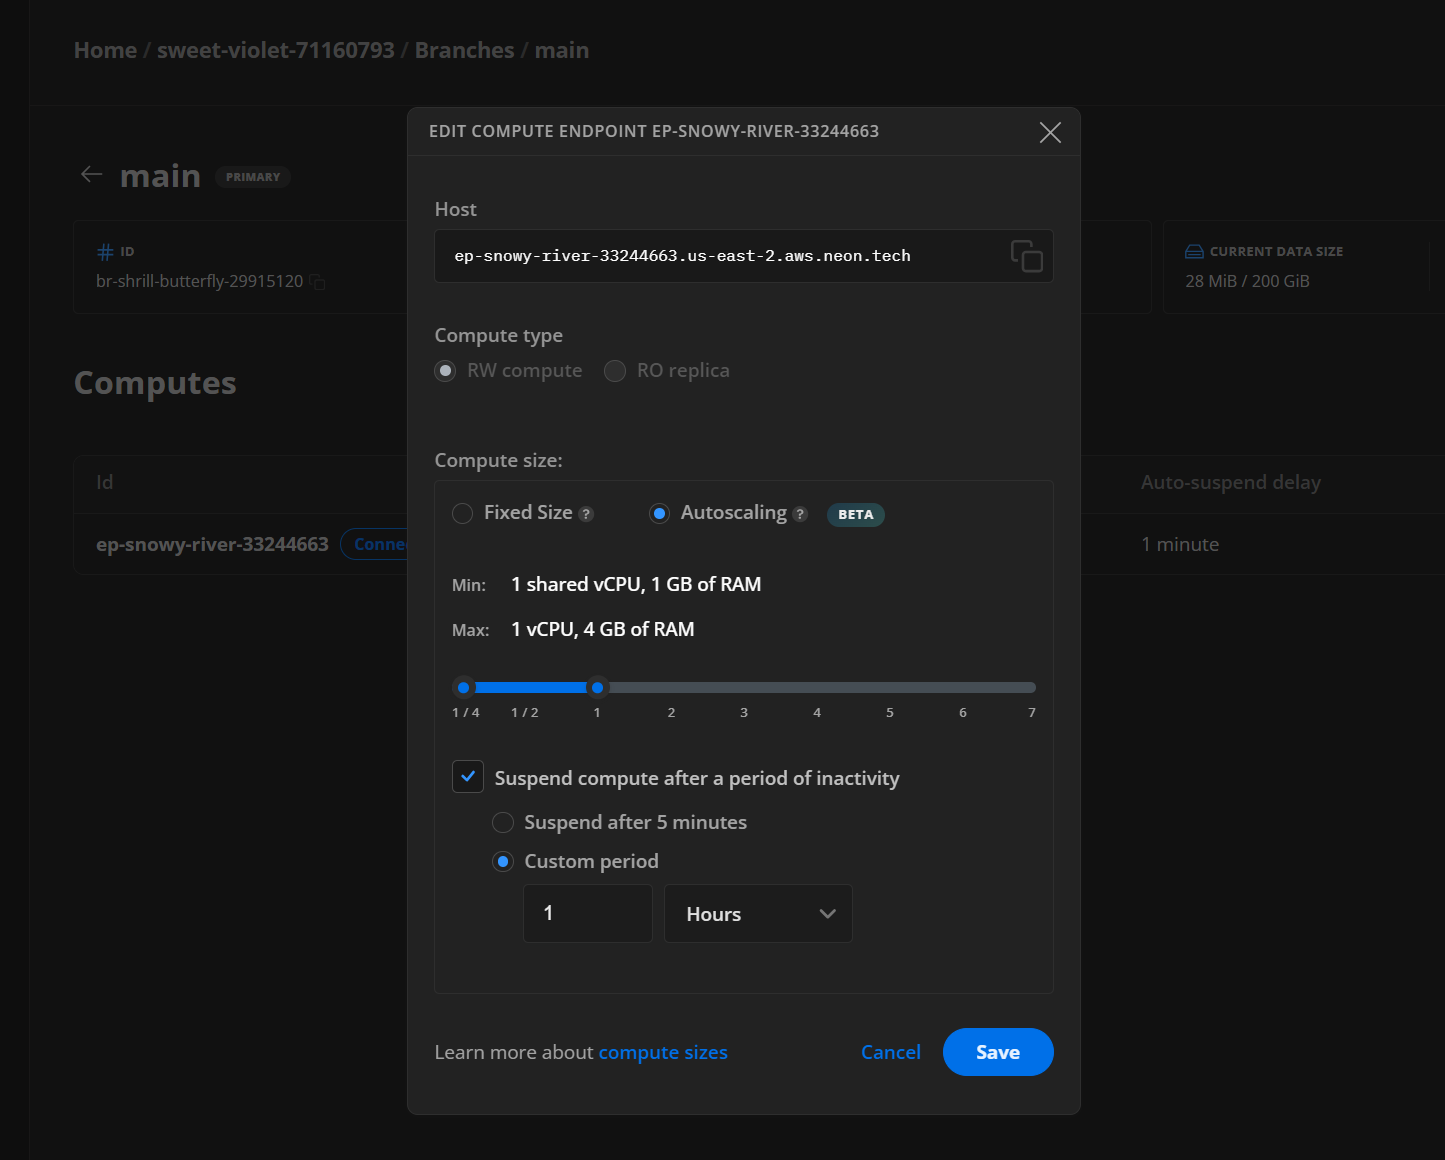 Home / sweet-violet-71160793 / Branches / main
EDIT COMPUTE ENDPOINT EP-SNOWY-RIVER-33244663
main PRIMARY
ID
br-shrill-butterfly-29915120
CURRENT DATA SIZE
28 MiB / 200 GiB
Computes
Id
Auto-suspend delay
ep-snowy-river-33244663
1 minute
Host
ep-snowy-river-33244663.us-east-2.aws.neon.tech
Compute type
RW compute RO replica
Compute size:
Fixed Size ? Autoscaling ? BETA
Min: 1 shared vCPU, 1 GB of RAM
Max: 1 vCPU, 4 GB of RAM
1 / 4 1 / 2 1 2 3 4 5 6 7
Suspend compute after a period of inactivity
Suspend after 5 minutes
Custom period
1 Hours
Learn more about compute sizes Cancel Save